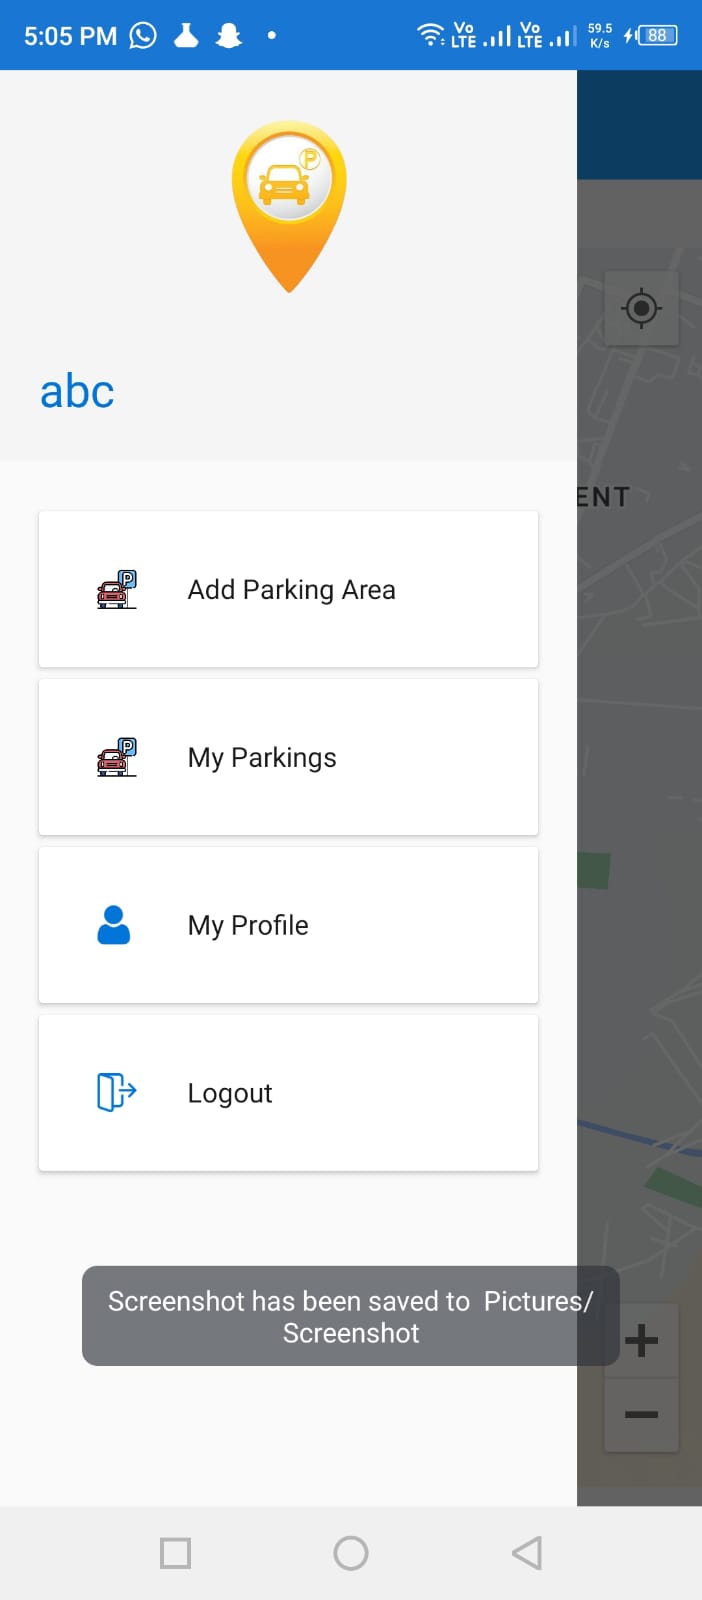 5:05 PM
Vo LTE
Vo LTE
59.5 K/s
88
P
abc
ENT
P
Add Parking Area
P
My Parkings
My Profile
Logout
Screenshot has been saved to Pictures/
Screenshot